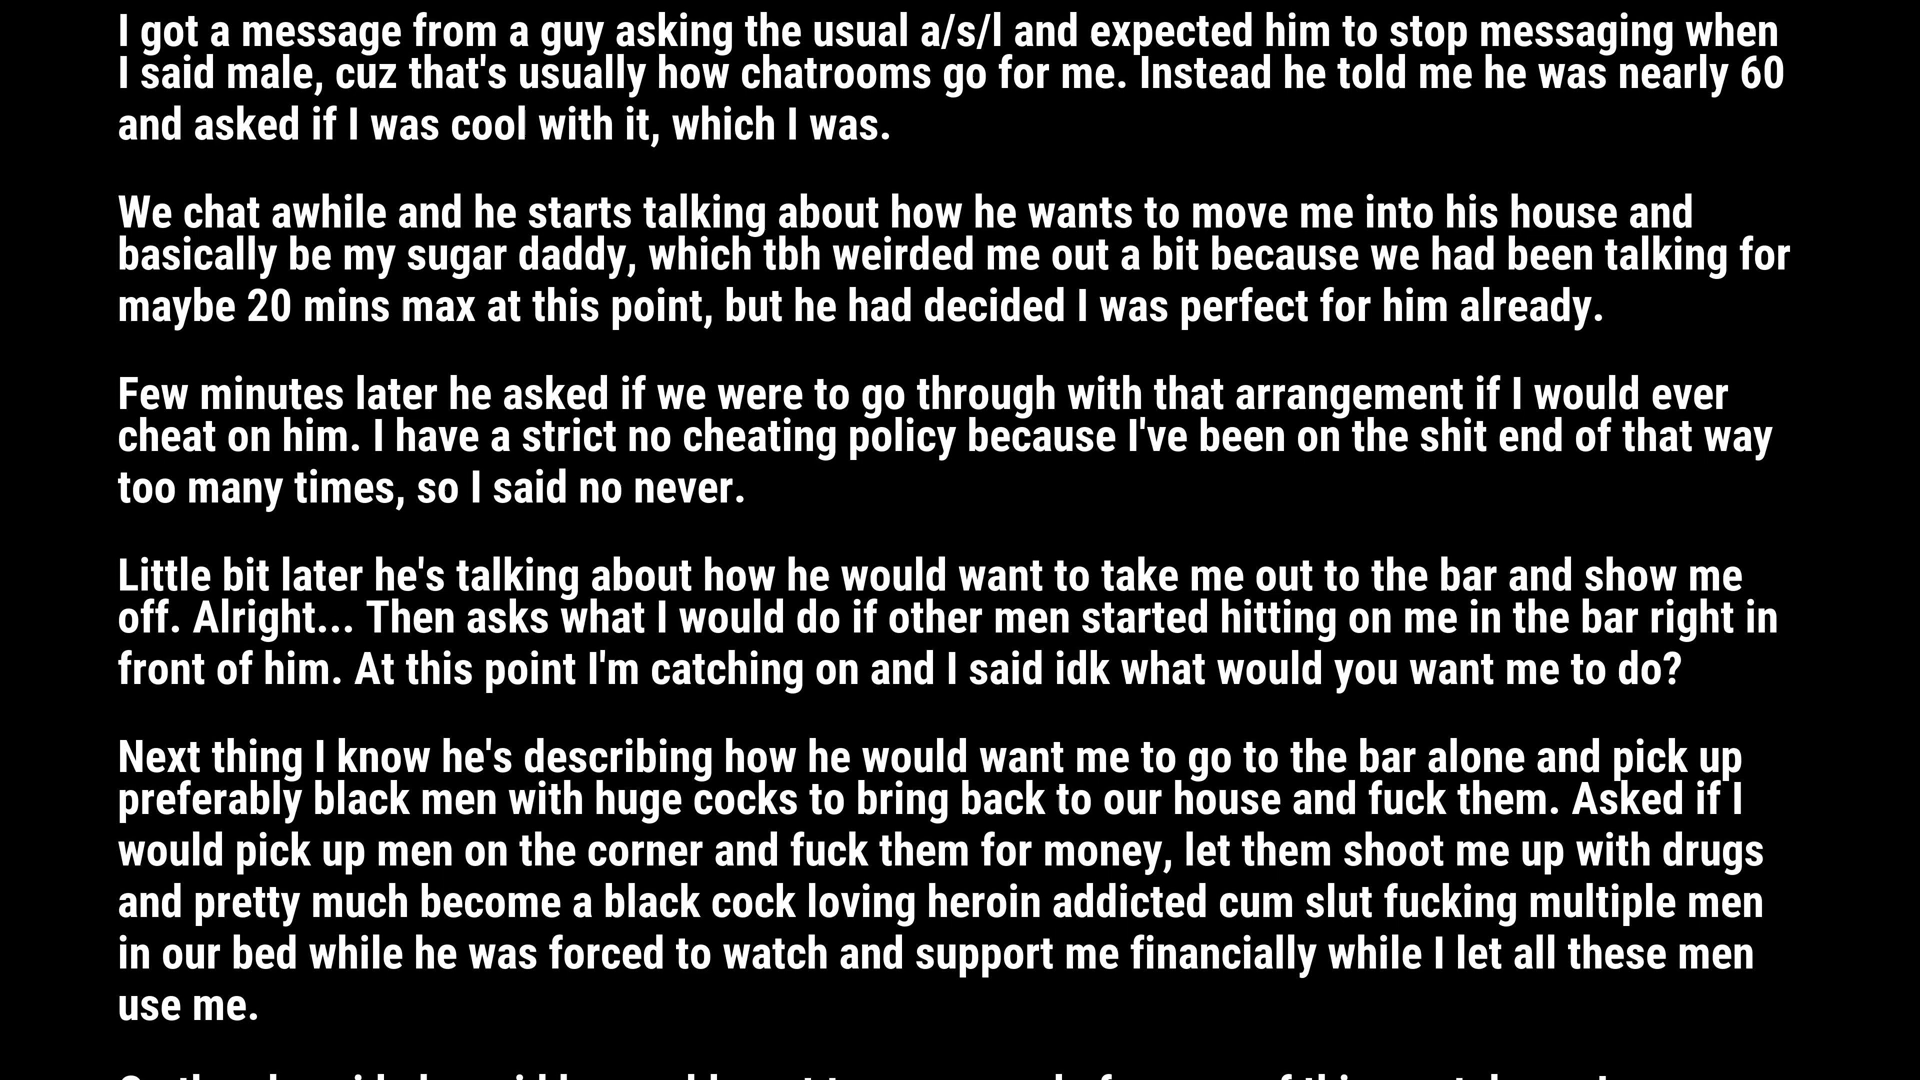 I got a message from a guy asking the usual a/s/l and expected him to stop messaging when
I said male, cuz that's usually how chatrooms go for me. Instead he told me he was nearly 60
and asked if I was cool with it, which I was.
We chat awhile and he starts talking about how he wants to move me into his house and
basically be my sugar daddy, which tbh weirded me out a bit because we had been talking for
maybe 20 mins max at this point, but he had decided I was perfect for him already.
Few minutes later he asked if we were to go through with that arrangement if I would ever
cheat on him. I have a strict no cheating policy because I've been on the shit end of that way
too many times, so I said no never.
Little bit later he's talking about how he would want to take me out to the bar and show me
off. Alright... Then asks what I would do if other men started hitting on me in the bar right in
front of him. At this point I'm catching on and I said idk what would you want me to do?
Next thing I know he's describing how he would want me to go to the bar alone and pick up
preferably black men with huge cocks to bring back to our house and fuck them. Asked if I
would pick up men on the corner and fuck them for money, let them shoot me up with drugs
and pretty much become a black cock loving heroin addicted cum slut fucking multiple men
in our bed while he was forced to watch and support me financially while I let all these men
use me.